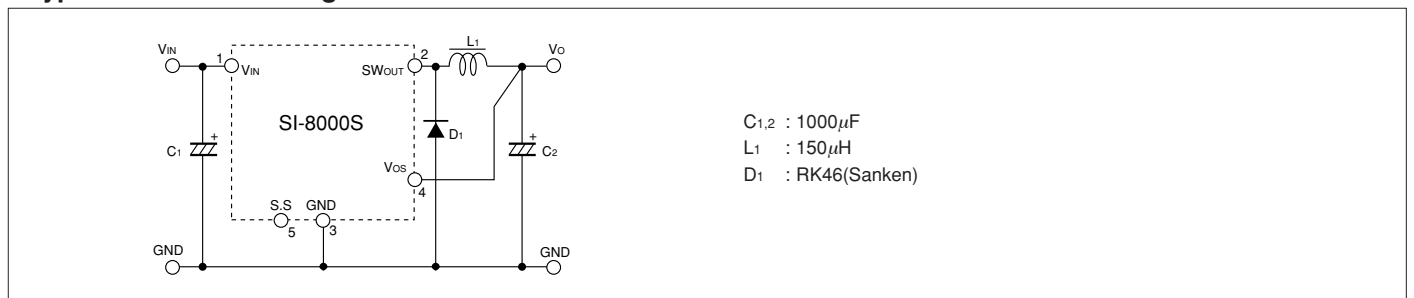 VIN
1
VIN
2
SWOUT
L1
VO
SI-8000S
C1
+
D1
+
C2
VOS
4
S.S
5
GND
3
GND
GND
C1,2 : 1000μF
L1 : 150μH
D1 : RK46(Sanken)